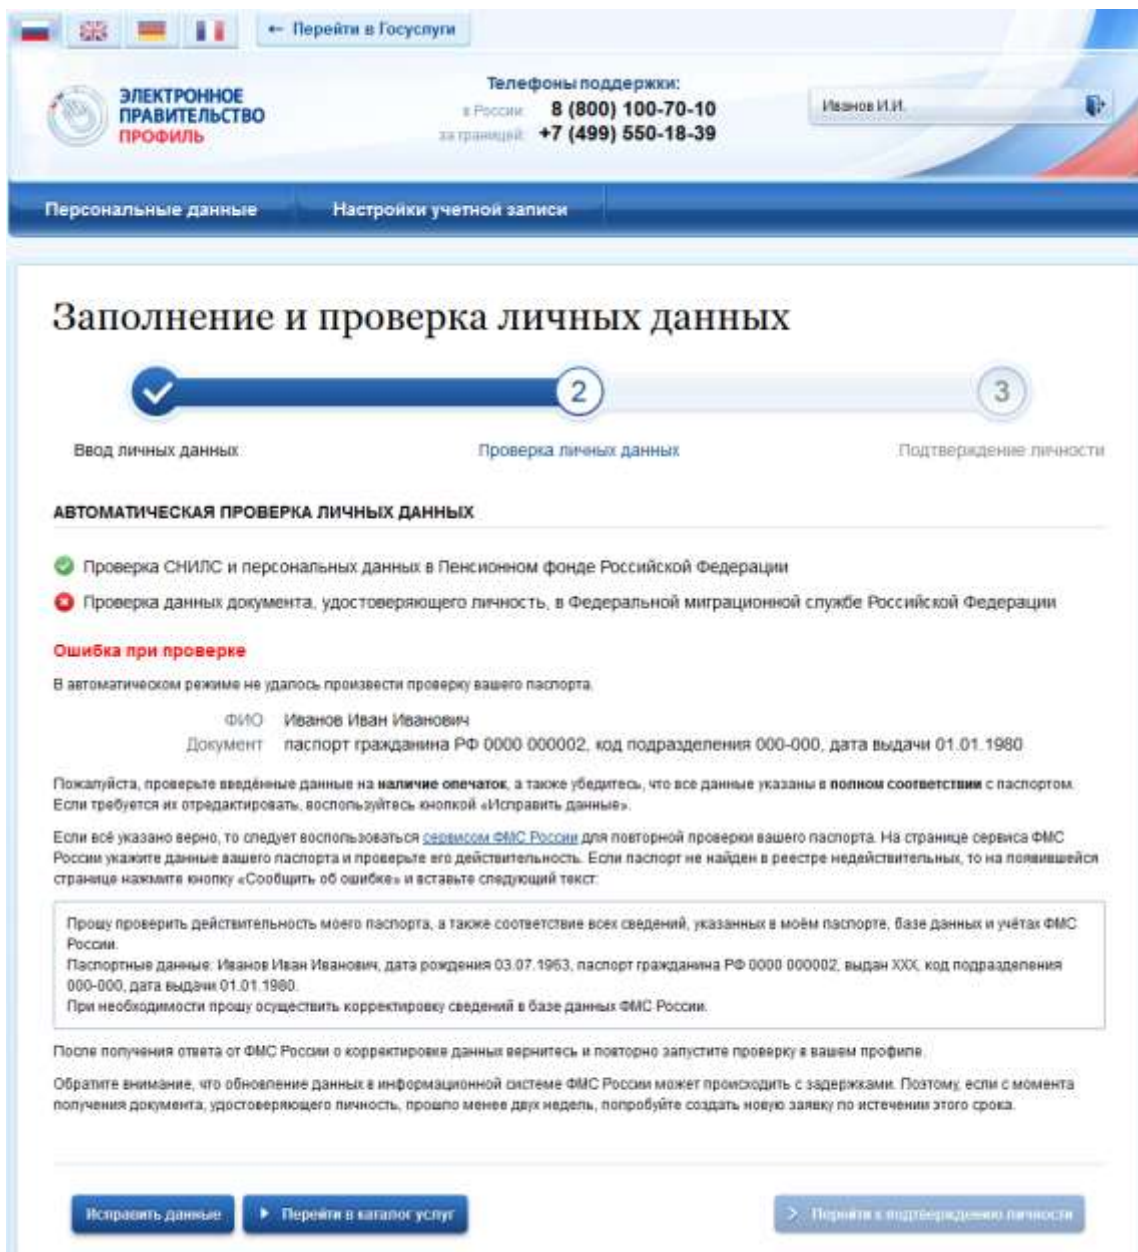 ← Перейти в Госуслуги
ЭЛЕКТРОННОЕ
ПРАВИТЕЛЬСТВО
ПРОФИЛЬ
Телефоны поддержки:
в России: 8 (800) 100-70-10
за границей: +7 (499) 550-18-39
Иванов И.И.
Персональные данные
Настройки учетной записи
Заполнение и проверка личных данных
2
3
Ввод личных данных
Проверка личных данных
Подтверждение личности
АВТОМАТИЧЕСКАЯ ПРОВЕРКА ЛИЧНЫХ ДАННЫХ
Проверка СНИЛС и персональных данных в Пенсионном фонде Российской Федерации
Проверка данных документа, удостоверяющего личность, в Федеральной миграционной службе Российской Федерации
Ошибка при проверке
В автоматическом режиме не удалось произвести проверку вашего паспорта.
ФИО Иванов Иван Иванович
Документ паспорт гражданина РФ 0000 000002, код подразделения 000-000, дата выдачи 01.01.1980
Пожалуйста, проверьте введённые данные на наличие опечаток, а также убедитесь, что все данные указаны в полном соответствии с паспортом.
Если требуется их отредактировать, воспользуйтесь кнопкой «Исправить данные».
Если всё указано верно, то следует воспользоваться сервисом ФМС России для повторной проверки вашего паспорта. На странице сервиса ФМС
России укажите данные вашего паспорта и проверьте его действительность. Если паспорт не найден в реестре недействительных, то на появившейся
странице нажмите кнопку «Сообщить об ошибке» и вставьте следующий текст:
Прошу проверить действительность моего паспорта, а также соответствие всех сведений, указанных в моём паспорте, базе данных и учётах ФМС
России.
Паспортные данные: Иванов Иван Иванович, дата рождения 03.07.1963, паспорт гражданина РФ 0000 000002, выдан XXX, код подразделения
000-000, дата выдачи 01.01.1980.
При необходимости прошу осуществить корректировку сведений в базе данных ФМС России.
После получения ответа от ФМС России о корректировке данных вернитесь и повторно запустите проверку в вашем профиле.
Обратите внимание, что обновление данных в информационной системе ФМС России может происходить с задержками. Поэтому, если с момента
получения документа, удостоверяющего личность, прошло менее двух недель, попробуйте создать новую заявку по истечении этого срока.
Исправить данные
Перейти в каталог услуг
Перейти к подтверждению личности